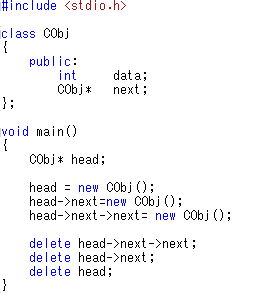 #include <stdio.h>
class CObj
{
public:
int data;
CObj* next;
};
void main()
{
CObj* head;
head = new CObj();
head->next=new CObj();
head->next->next= new CObj();
delete head->next->next;
delete head->next;
delete head;
}